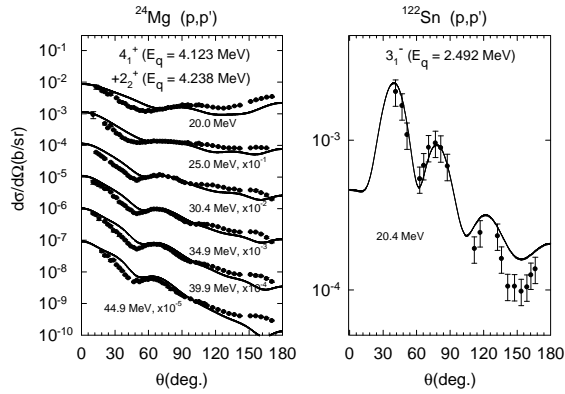 ²⁴Mg (p,p')
10⁻¹
10⁻²
10⁻³
10⁻⁴
10⁻⁵
10⁻⁶
10⁻⁷
10⁻⁸
10⁻⁹
10⁻¹⁰
dσ/dΩ(b/sr)
4₁⁺ (E_q = 4.123 MeV)
+2₂⁺ (E_q = 4.238 MeV)
20.0 MeV
25.0 MeV, x10⁻¹
30.4 MeV, x10⁻²
34.9 MeV, x10⁻³
39.9 MeV, x10⁻⁴
44.9 MeV, x10⁻⁵
0 30 60 90 120 150 180
θ(deg.)
¹²²Sn (p,p')
3₁⁻ (E_q = 2.492 MeV)
10⁻³
10⁻⁴
20.4 MeV
0 30 60 90 120 150 180
θ(deg.)